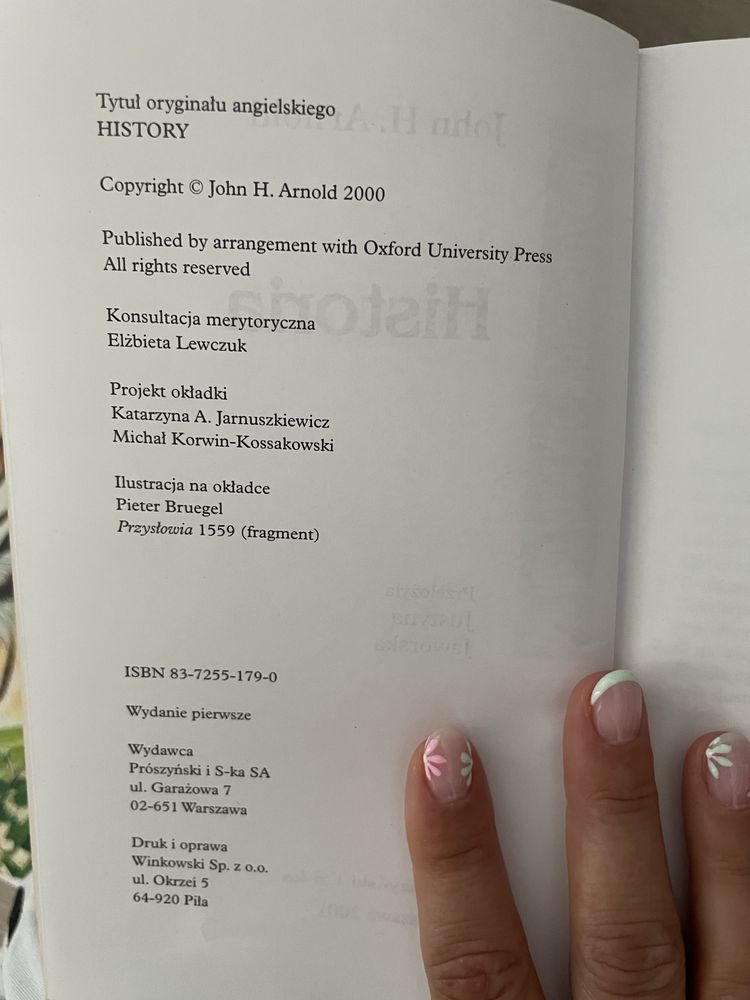 Tytuł oryginału angielskiego
HISTORY
Copyright © John H. Arnold 2000
Published by arrangement with Oxford University Press
All rights reserved
Konsultacja merytoryczna
Elżbieta Lewczuk
Projekt okładki
Katarzyna A. Jarnuszkiewicz
Michał Korwin-Kossakowski
Ilustracja na okładce
Pieter Bruegel
Przysłowia 1559 (fragment)
ISBN 83-7255-179-0
Wydanie pierwsze
Wydawca
Prószyński i S-ka SA
ul. Garażowa 7
02-651 Warszawa
Druk i oprawa
Winkowski Sp. z o.o.
ul. Okrzei 5
64-920 Piła